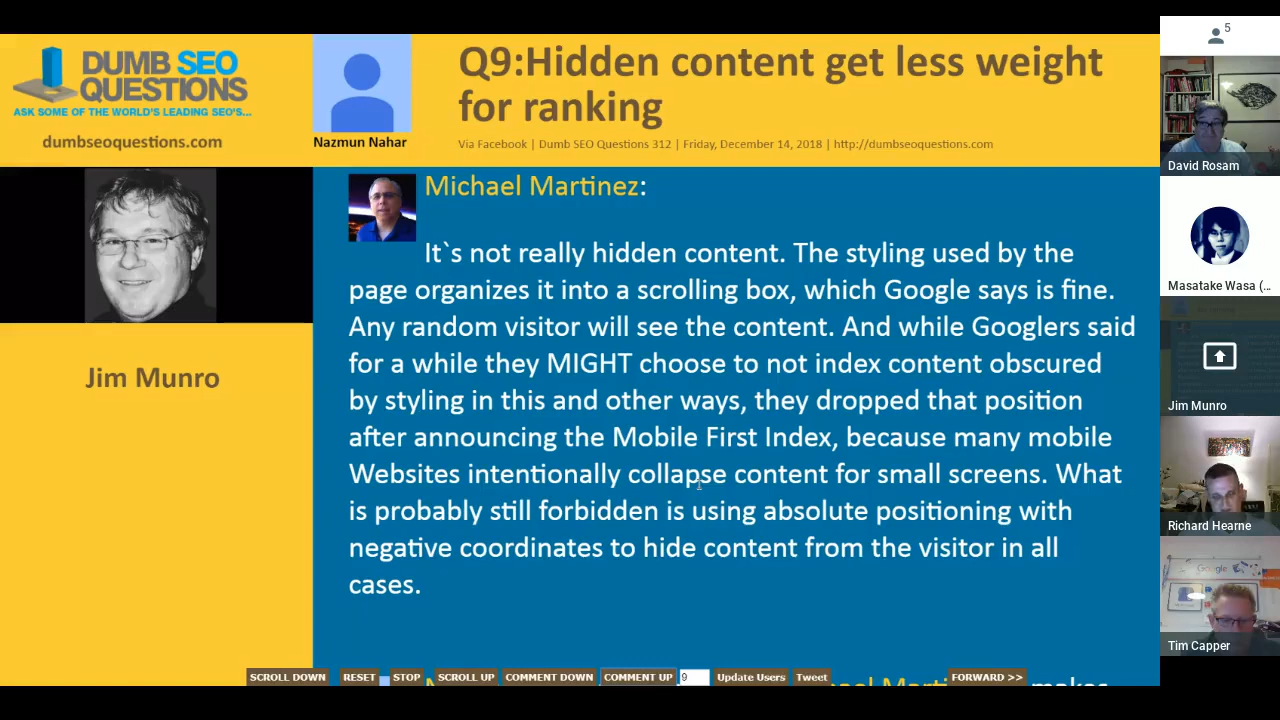 DUMB SEO
QUESTIONS
ASK SOME OF THE WORLD'S LEADING SEO'S...
dumbseoquestions.com
Nazmun Nahar
Q9:Hidden content get less weight
for ranking
Via Facebook | Dumb SEO Questions 312 | Friday, December 14, 2018 | http://dumbseoquestions.com
Jim Munro
Michael Martinez:
It`s not really hidden content. The styling used by the
page organizes it into a scrolling box, which Google says is fine.
Any random visitor will see the content. And while Googlers said
for a while they MIGHT choose to not index content obscured
by styling in this and other ways, they dropped that position
after announcing the Mobile First Index, because many mobile
Websites intentionally collapse content for small screens. What
is probably still forbidden is using absolute positioning with
negative coordinates to hide content from the visitor in all
cases.
SCROLL DOWN RESET STOP SCROLL UP COMMENT DOWN COMMENT UP 9 Update Users Tweet FORWARD >>
5
David Rosam
Masatake Wasa (...
Jim Munro
Richard Hearne
Google
Tim Capper